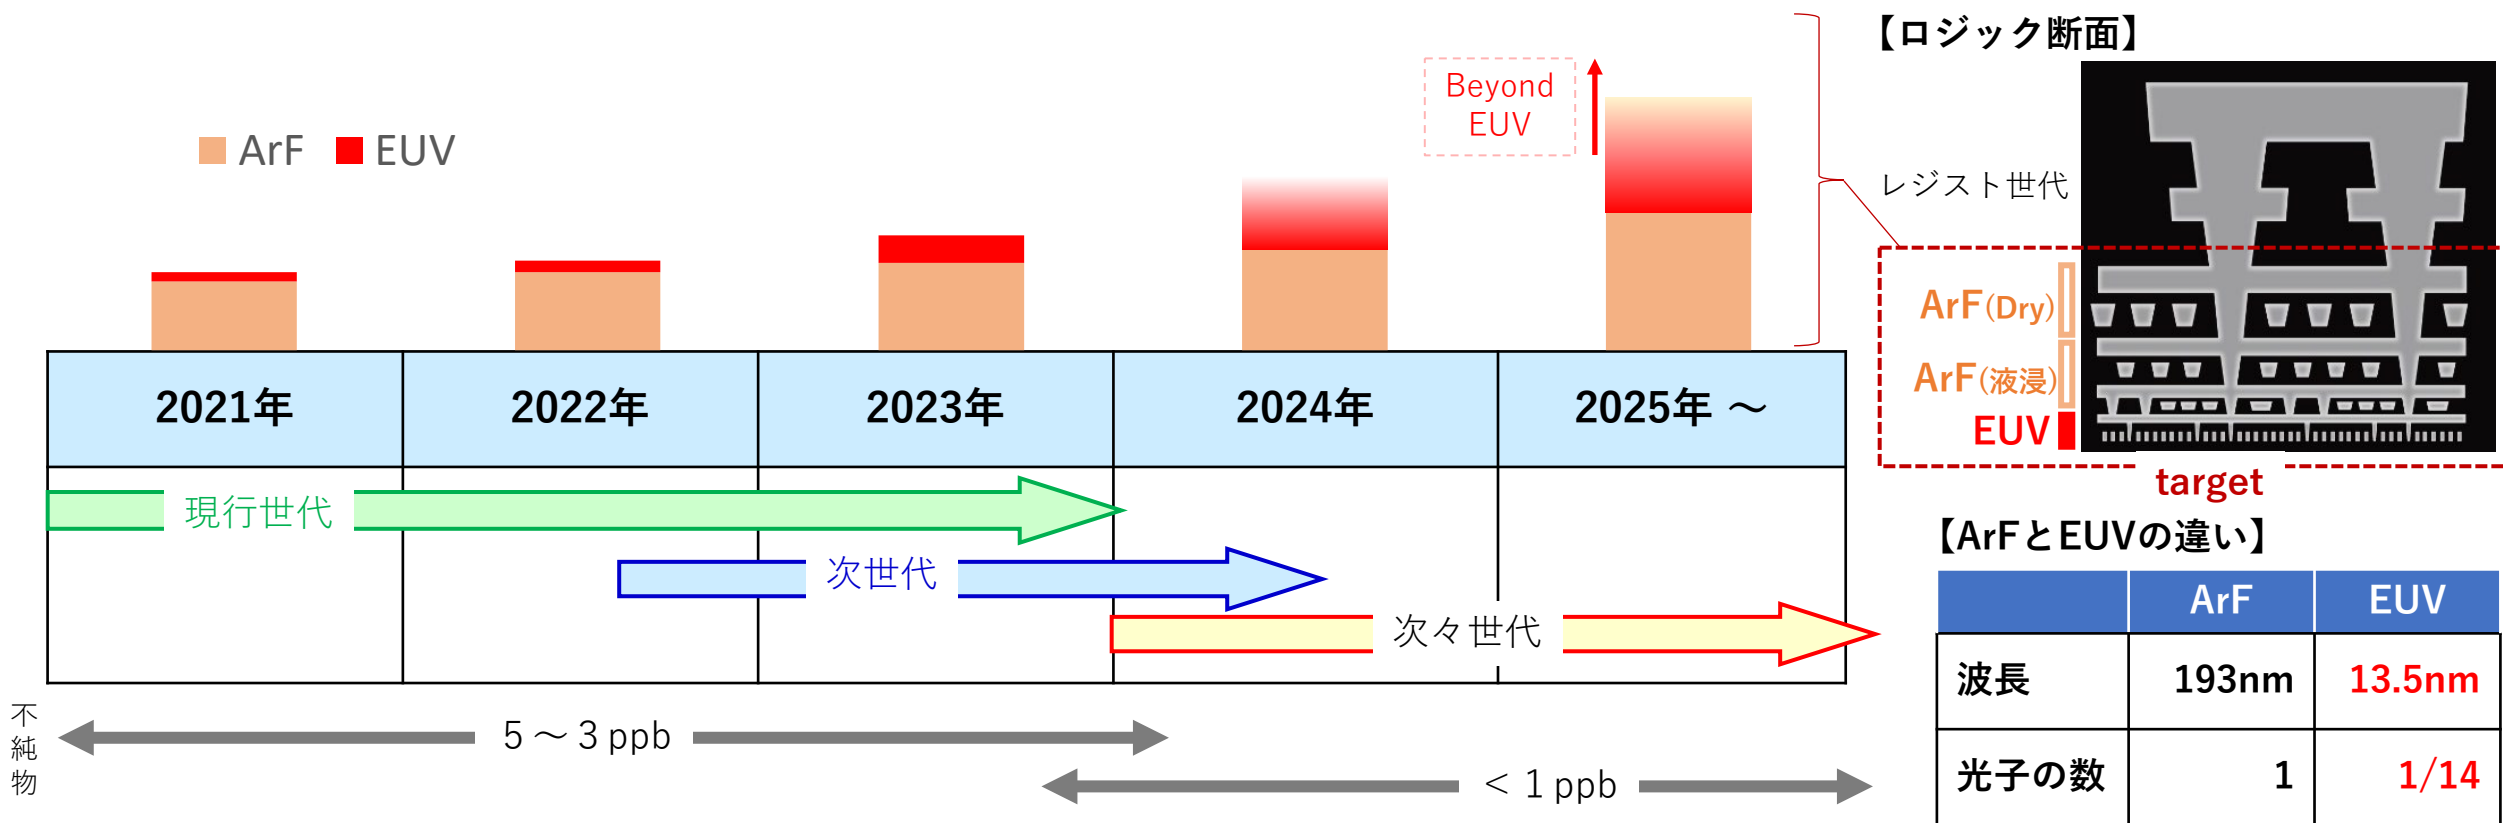 【ロジック断面】
Beyond
EUV
ArF EUV
レジスト世代
ArF(Dry)
ArF(液浸)
EUV
target
2021年 2022年 2023年 2024年 2025年 ～
現行世代
次世代
次々世代
不純物
5 ～ 3 ppb
＜ 1 ppb
【ArFとEUVの違い】
ArF EUV
波長 193nm 13.5nm
光子の数 1 1/14